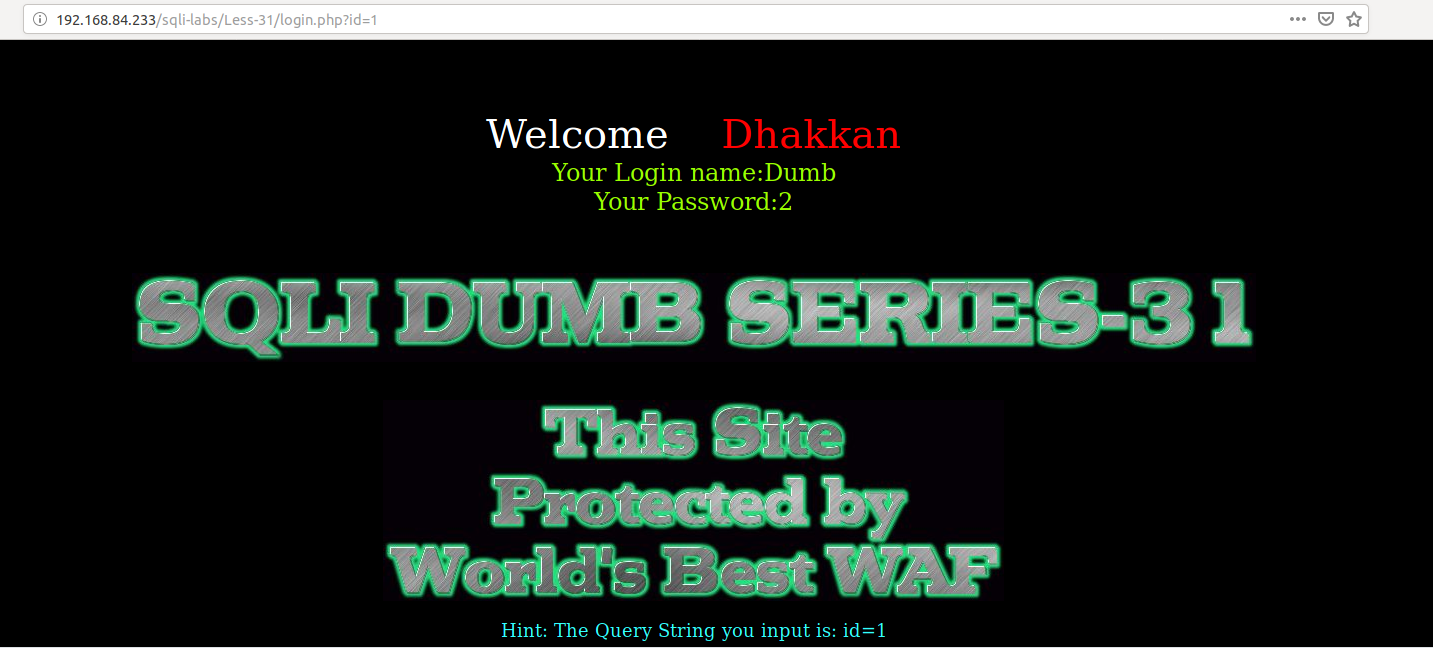 192.168.84.233/sqli-labs/Less-31/login.php?id=1
Welcome Dhakkan
Your Login name:Dumb
Your Password:2
SQLI DUMB SERIES-31
This Site
Protected by
World's Best WAF
Hint: The Query String you input is: id=1